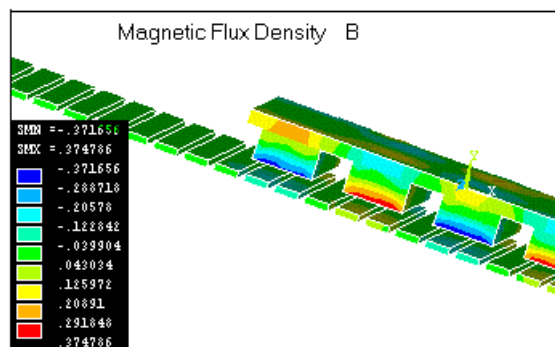 Magnetic Flux Density B
SMN =-.371656
SMX =.374786
-.371656
-.288718
-.20578
-.122842
-.039904
.043034
.125972
.20891
.291848
.374786
Y
X